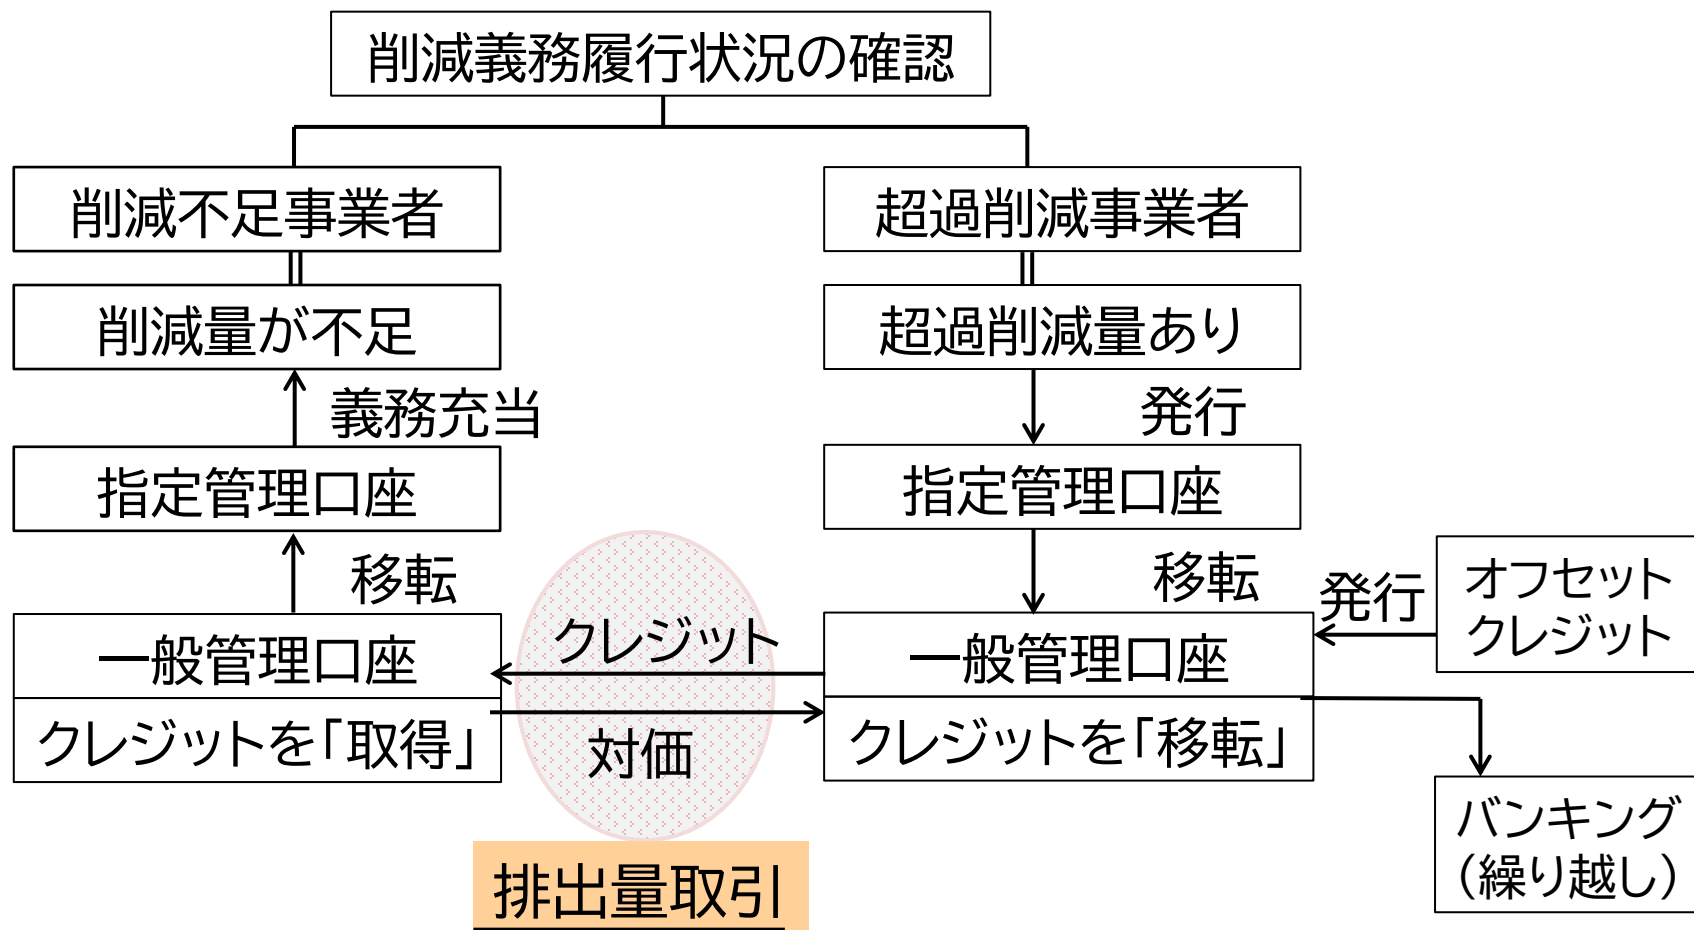 削減義務履行状況の確認
削減不足事業者
超過削減事業者
削減量が不足
超過削減量あり
義務充当
発行
指定管理口座
指定管理口座
移転
移転
発行
オフセット
クレジット
一般管理口座
クレジット
一般管理口座
クレジットを「取得」
対価
クレジットを「移転」
バンキング
（繰り越し）
排出量取引